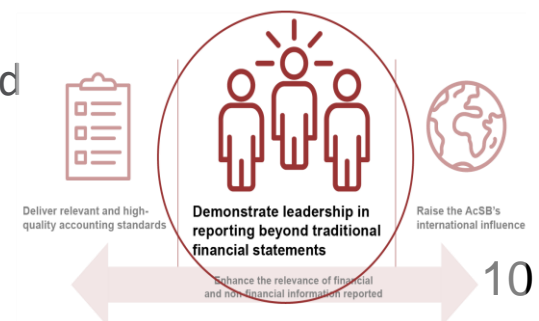 d
Deliver relevant and high-
quality accounting standards
Demonstrate leadership in
reporting beyond traditional
financial statements
Raise the AcSB's
international influence
Enhance the relevance of financial
and non-financial information reported
10